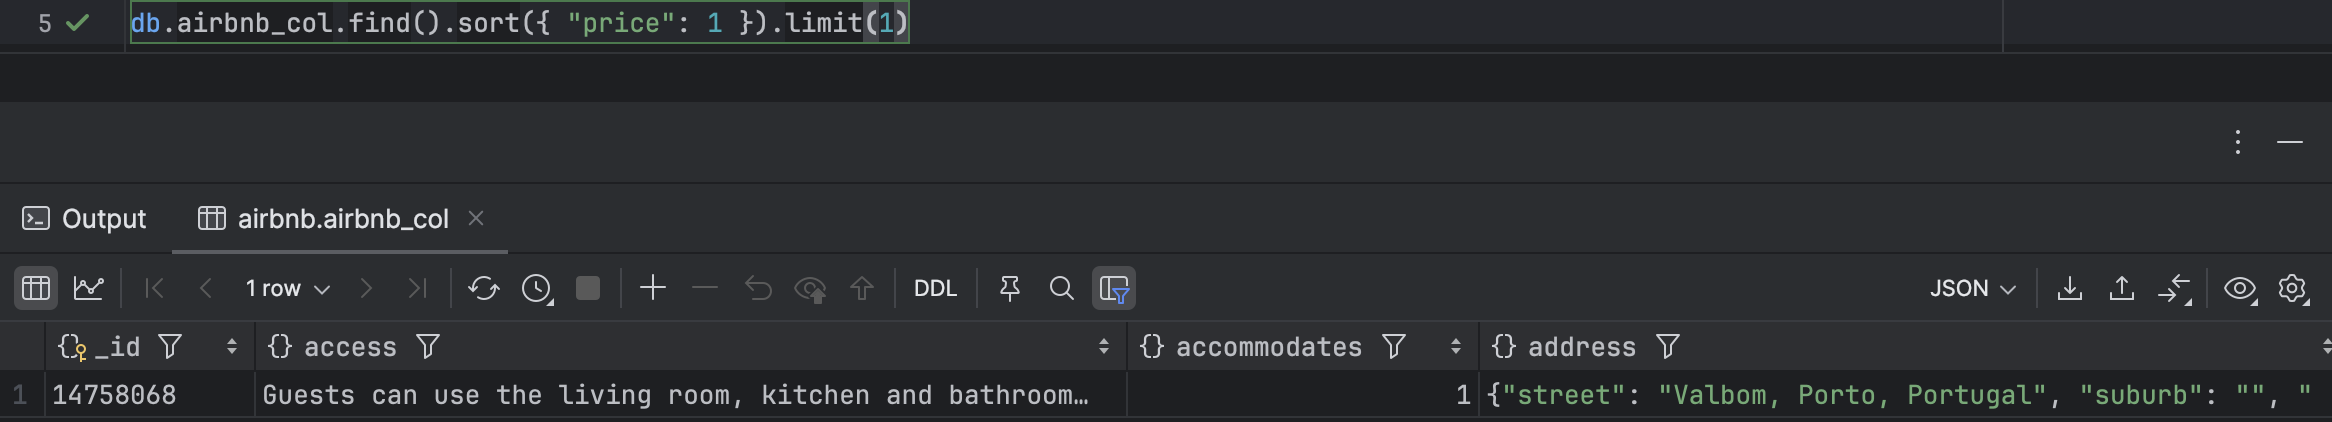 5 db.airbnb_col.find().sort({ "price": 1 }).limit(1)
Output airbnb.airbnb_col
1 row DDL JSON
{} _id {} access {} accommodates {} address
1 14758068 Guests can use the living room, kitchen and bathroom… 1 {"street": "Valbom, Porto, Portugal", "suburb": "", "